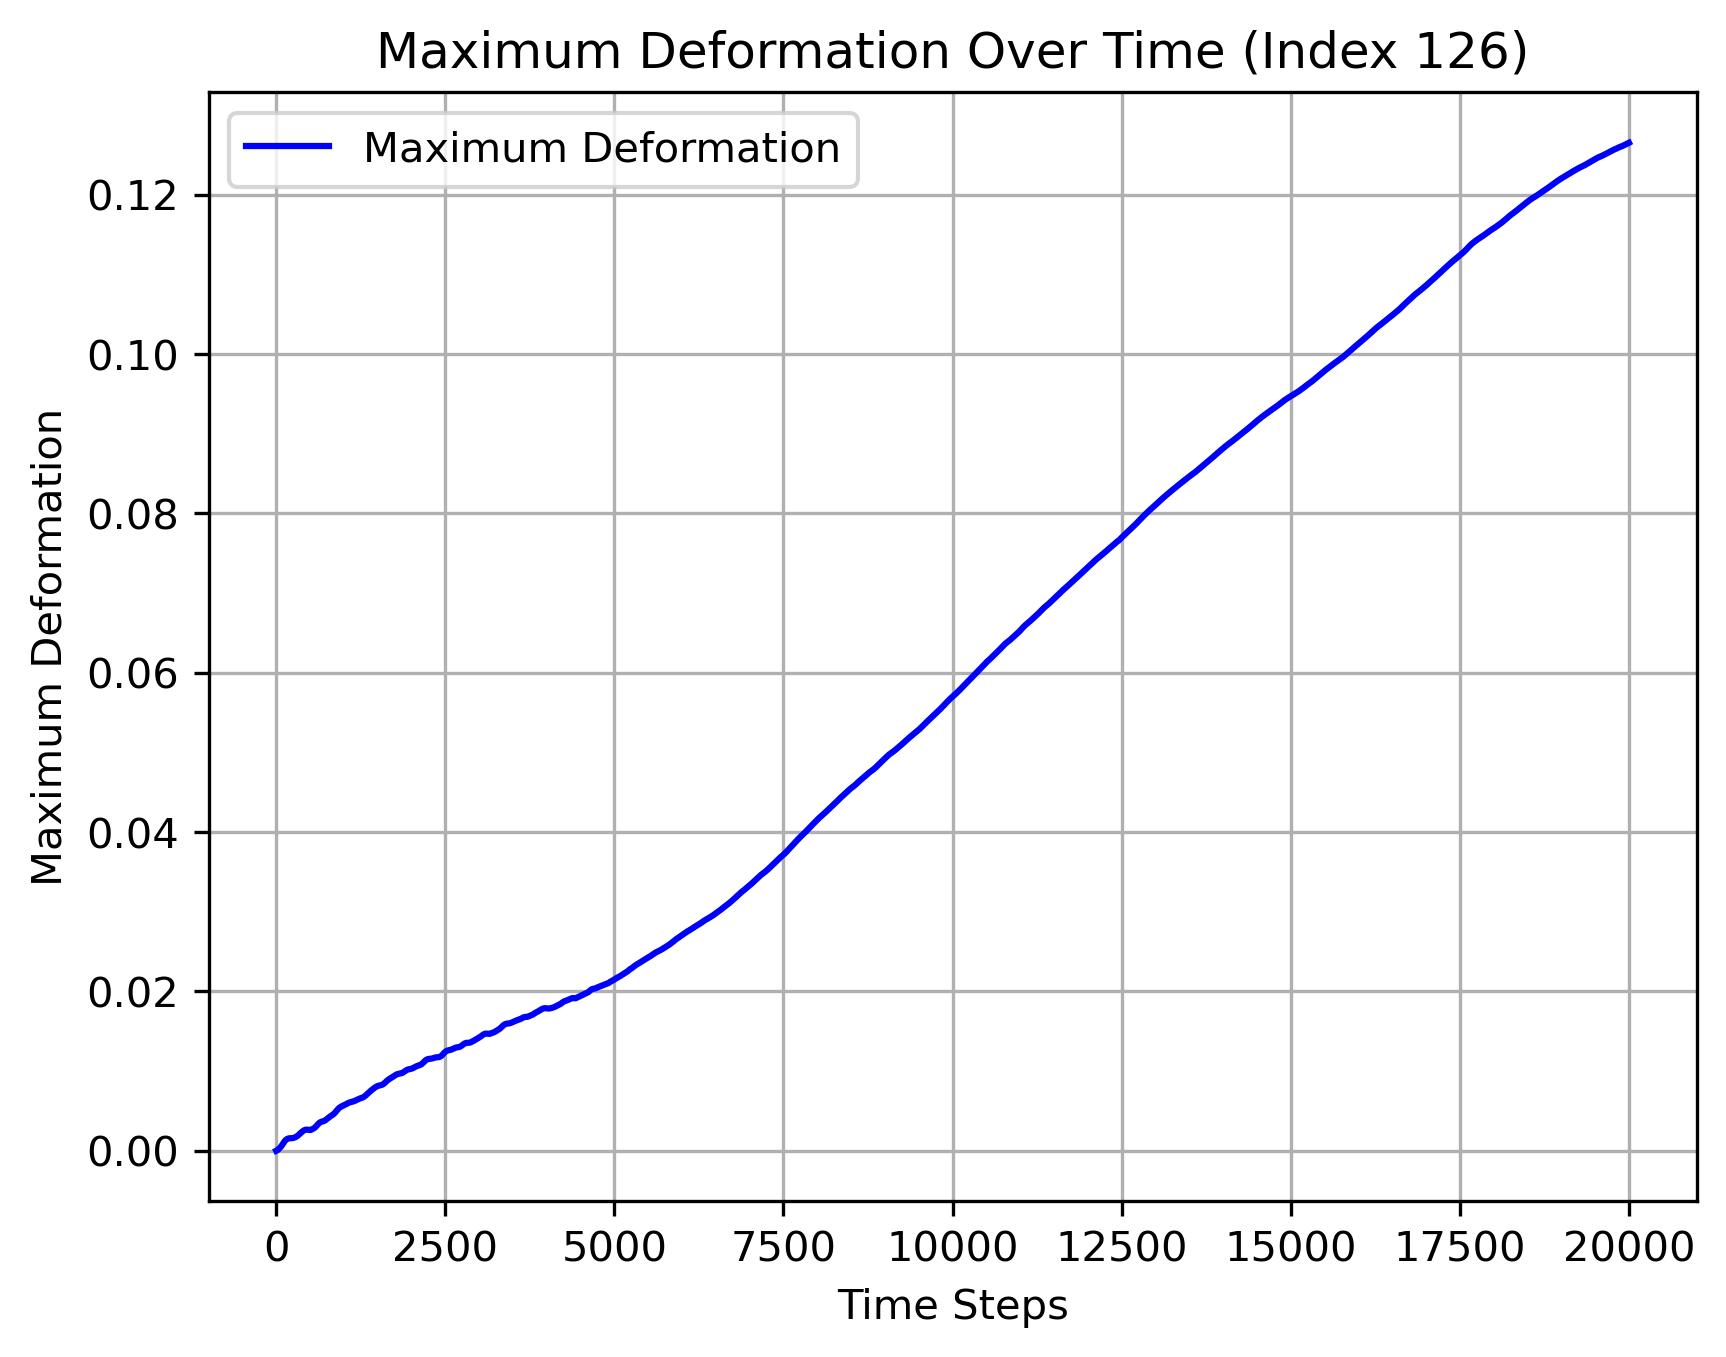 Maximum Deformation Over Time (Index 126)
Maximum Deformation
0.12
0.10
0.08
0.06
0.04
0.02
0.00
Maximum Deformation
0 2500 5000 7500 10000 12500 15000 17500 20000
Time Steps